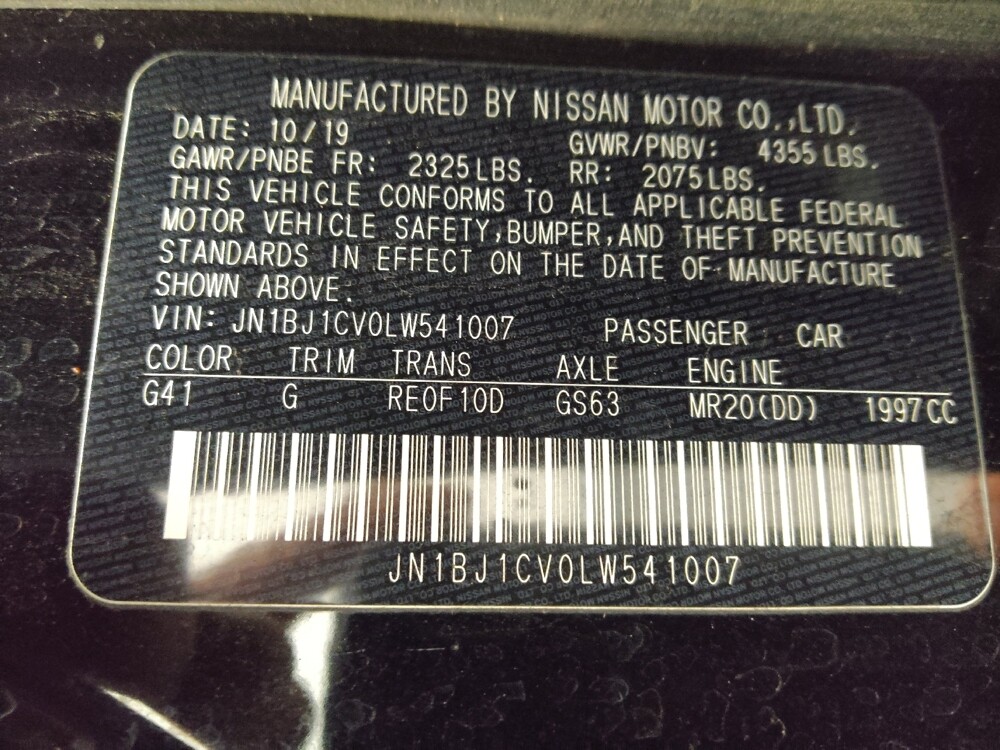 MANUFACTURED BY NISSAN MOTOR CO.,LTD.
DATE: 10/19 GVWR/PNBV: 4355 LBS.
GAWR/PNBE FR: 2325 LBS. RR: 2075 LBS.
THIS VEHICLE CONFORMS TO ALL APPLICABLE FEDERAL
MOTOR VEHICLE SAFETY, BUMPER, AND THEFT PREVENTION
STANDARDS IN EFFECT ON THE DATE OF MANUFACTURE
SHOWN ABOVE.
VIN: JN1BJ1CV0LW541007 PASSENGER CAR
COLOR TRIM TRANS AXLE ENGINE
G41 G RE0F10D GS63 MR20(DD) 1997CC
JN1BJ1CV0LW541007